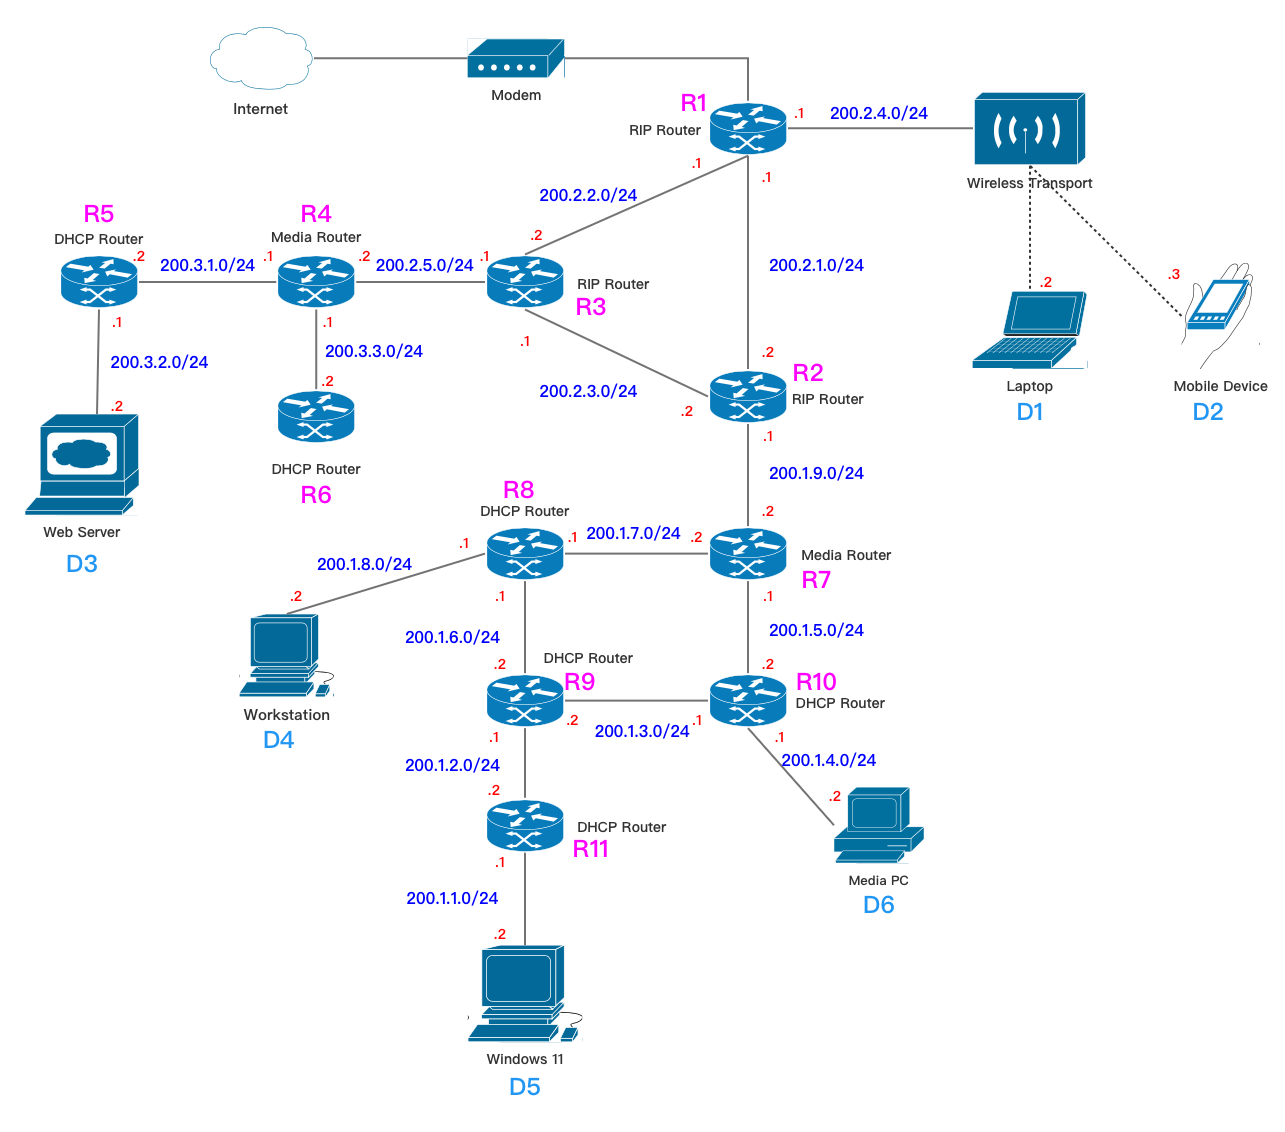 Internet
Modem
R1
RIP Router
.1
200.2.4.0/24
Wireless Transport
.1
.1
200.2.2.0/24
.2
R5
DHCP Router
.2
200.3.1.0/24
.1
R4
Media Router
.2
200.2.5.0/24
.1
RIP Router
R3
200.2.1.0/24
.2
.3
.1
200.3.2.0/24
.2
.1
200.3.3.0/24
.2
.1
200.2.3.0/24
.2
.2
R2
RIP Router
.1
Laptop
D1
Mobile Device
D2
DHCP Router
R6
200.1.9.0/24
.2
Web Server
D3
R8
DHCP Router
.1
200.1.7.0/24
.2
Media Router
R7
.1
200.1.8.0/24
.2
.1
200.1.6.0/24
.2
.1
200.1.5.0/24
.2
Workstation
D4
DHCP Router
R9
.2
200.1.3.0/24
.1
R10
DHCP Router
.1
200.1.2.0/24
.2
.1
200.1.4.0/24
.2
DHCP Router
R11
.1
Media PC
D6
200.1.1.0/24
.2
Windows 11
D5